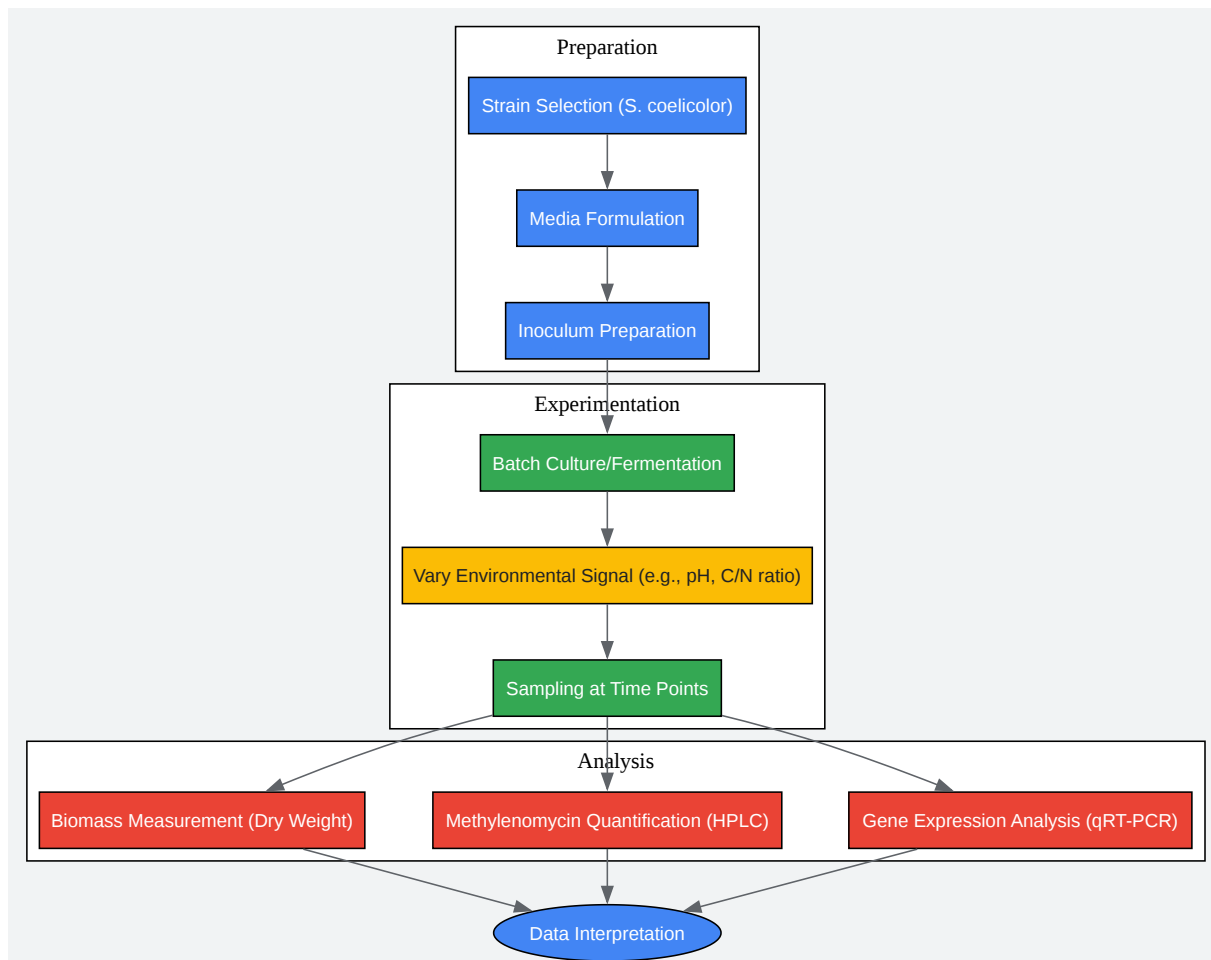 Preparation
Strain Selection (S. coelicolor)
Media Formulation
Inoculum Preparation
Experimentation
Batch Culture/Fermentation
Vary Environmental Signal (e.g., pH, C/N ratio)
Sampling at Time Points
Analysis
Biomass Measurement (Dry Weight)
Methylenomycin Quantification (HPLC)
Gene Expression Analysis (qRT-PCR)
Data Interpretation